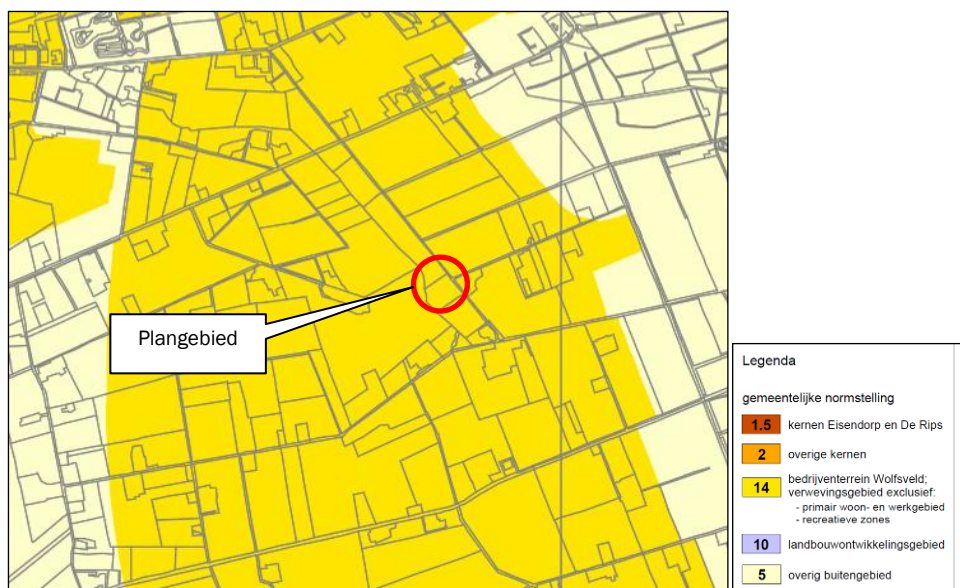 Plangebied
Legenda
gemeentelijke normstelling
1.5 kernen Eisendorp en De Rips
2 overige kernen
14 bedrijventerrein Wolfsveld;
verwevingsgebied exclusief:
- primair woon- en werkgebied
- recreatieve zones
10 landbouwontwikkelingsgebied
5 overig buitengebied